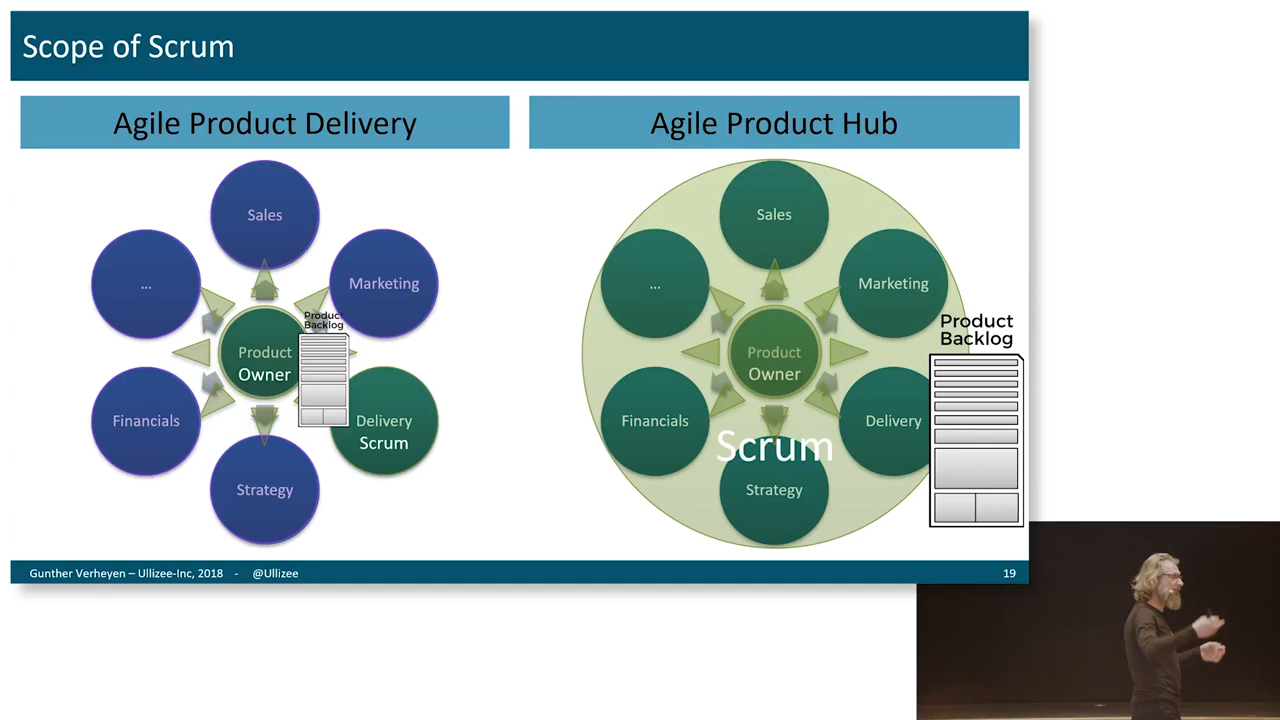 Scope of Scrum
Agile Product Delivery
Sales
...
Marketing
Product
Backlog
Product
Owner
Financials
Delivery
Scrum
Strategy
Agile Product Hub
Sales
...
Marketing
Product
Backlog
Product
Owner
Financials
Delivery
Scrum
Strategy
Gunther Verheyen – Ullizee-Inc, 2018 - @Ullizee
19